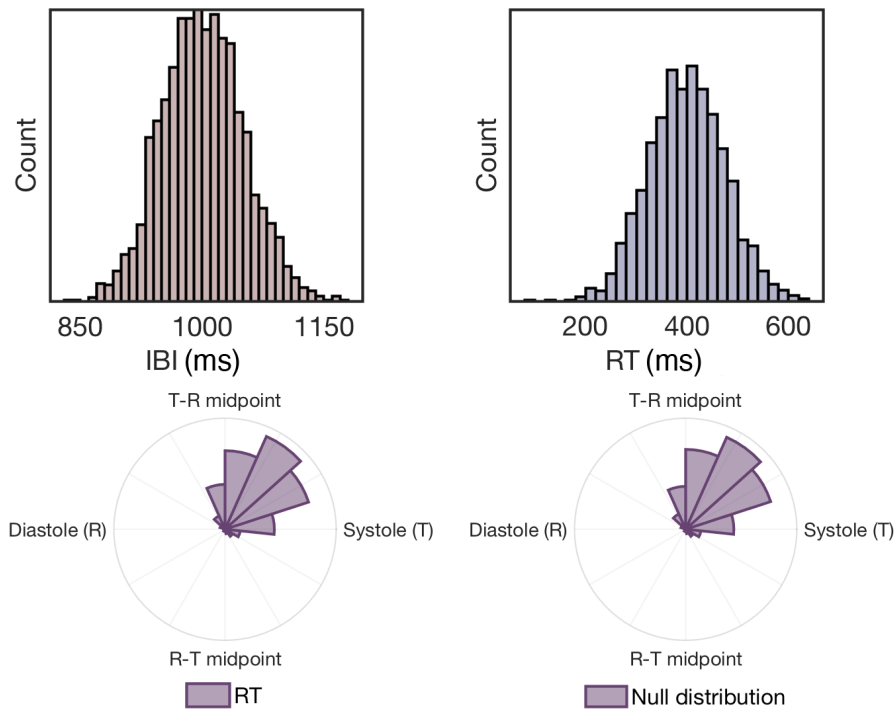 Count
850 1000 1150
IBI (ms)
Count
200 400 600
RT (ms)
T-R midpoint
Diastole (R)
Systole (T)
R-T midpoint
RT
T-R midpoint
Diastole (R)
Systole (T)
R-T midpoint
Null distribution